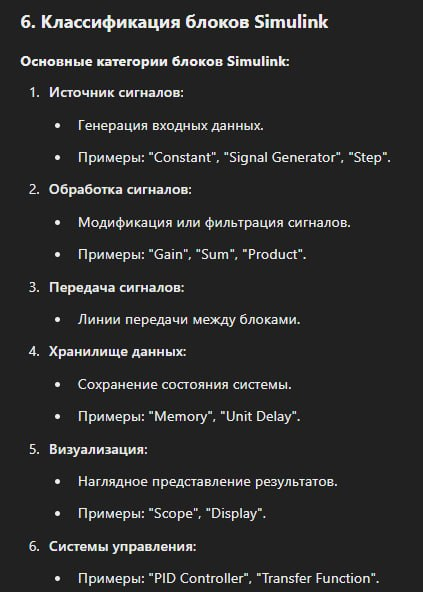 6. Классификация блоков Simulink
Основные категории блоков Simulink:
1. Источник сигналов:
• Генерация входных данных.
• Примеры: "Constant", "Signal Generator", "Step".
2. Обработка сигналов:
• Модификация или фильтрация сигналов.
• Примеры: "Gain", "Sum", "Product".
3. Передача сигналов:
• Линии передачи между блоками.
4. Хранилище данных:
• Сохранение состояния системы.
• Примеры: "Memory", "Unit Delay".
5. Визуализация:
• Наглядное представление результатов.
• Примеры: "Scope", "Display".
6. Системы управления:
• Примеры: "PID Controller", "Transfer Function".